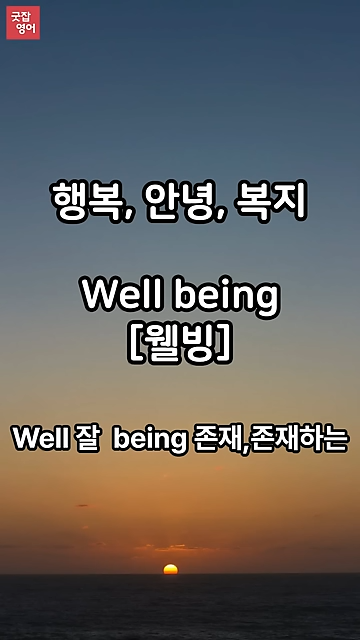 굿잡
영어
행복, 안녕, 복지
Well being
[웰빙]
Well 잘 being 존재,존재하는